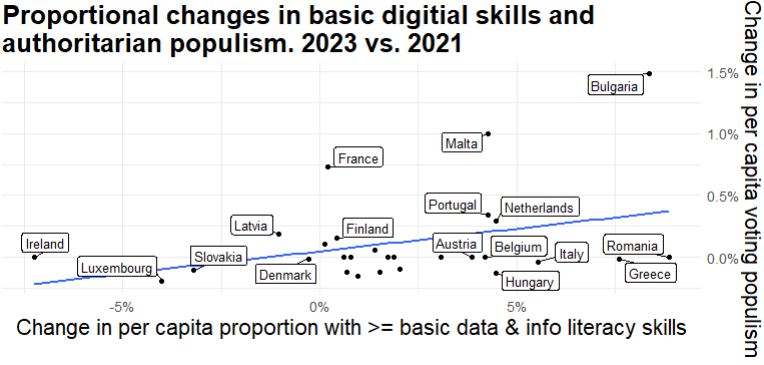 Proportional changes in basic digitial skills and
authoritarian populism. 2023 vs. 2021
Change in per capita voting populism
1.5%
Bulgaria
1.0%
Malta
France
0.5%
Portugal
Netherlands
Latvia
Finland
Ireland
Austria
Belgium
Italy
Romania
0.0%
Slovakia
Luxembourg
Denmark
Hungary
Greece
-5%
0%
5%
Change in per capita proportion with >= basic data & info literacy skills